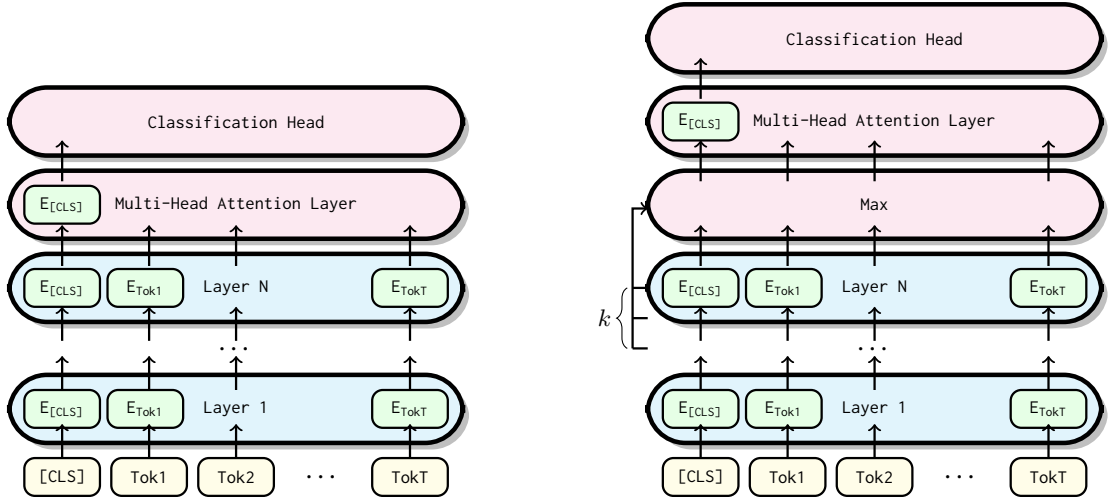 Classification Head
E[CLS] Multi-Head Attention Layer
E[CLS] ETok1 Layer N ETokT
...
E[CLS] ETok1 Layer 1 ETokT
[CLS] Tok1 Tok2 ... TokT
Classification Head
E[CLS] Multi-Head Attention Layer
Max
E[CLS] ETok1 Layer N ETokT
k
...
E[CLS] ETok1 Layer 1 ETokT
[CLS] Tok1 Tok2 ... TokT